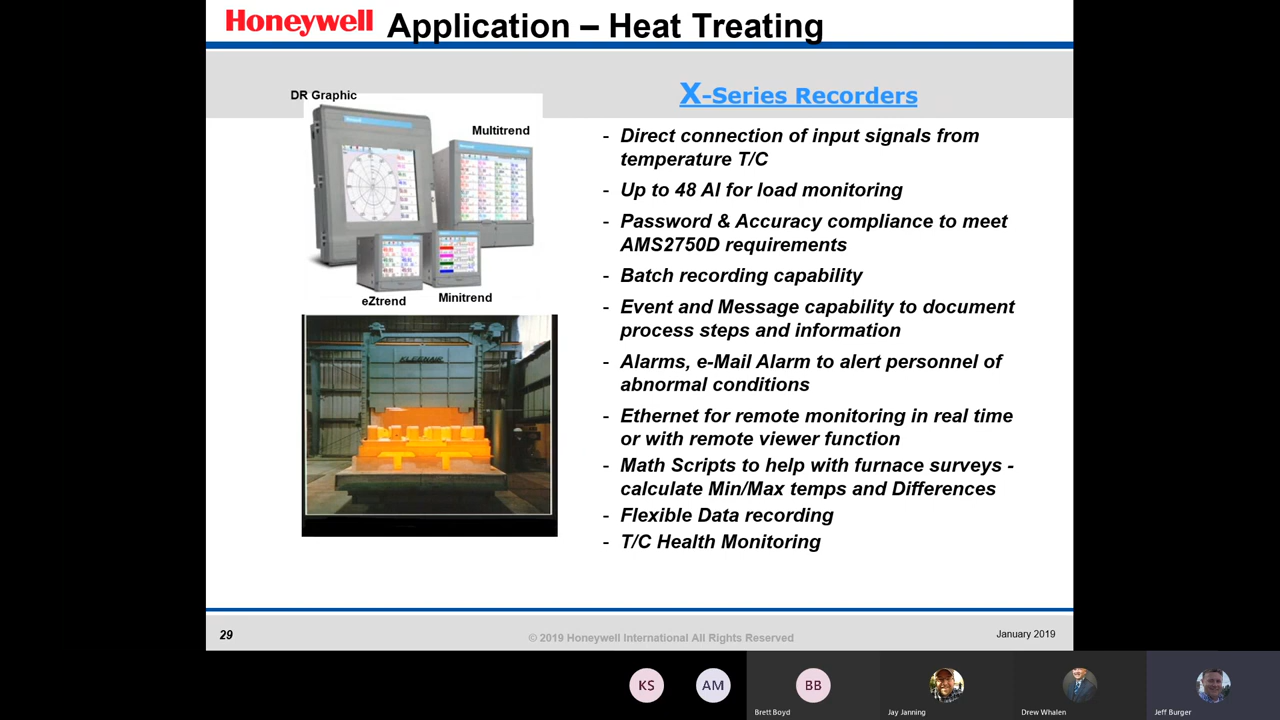 Honeywell Application – Heat Treating
DR Graphic
Multitrend
eZtrend
Minitrend
KLEENAIR
X-Series Recorders
- Direct connection of input signals from
temperature T/C
- Up to 48 AI for load monitoring
- Password & Accuracy compliance to meet
AMS2750D requirements
- Batch recording capability
- Event and Message capability to document
process steps and information
- Alarms, e-Mail Alarm to alert personnel of
abnormal conditions
- Ethernet for remote monitoring in real time
or with remote viewer function
- Math Scripts to help with furnace surveys -
calculate Min/Max temps and Differences
- Flexible Data recording
- T/C Health Monitoring
29
© 2019 Honeywell International All Rights Reserved
January 2019
KS
AM
BB
Brett Boyd
Jay Janning
Drew Whalen
Jeff Burger